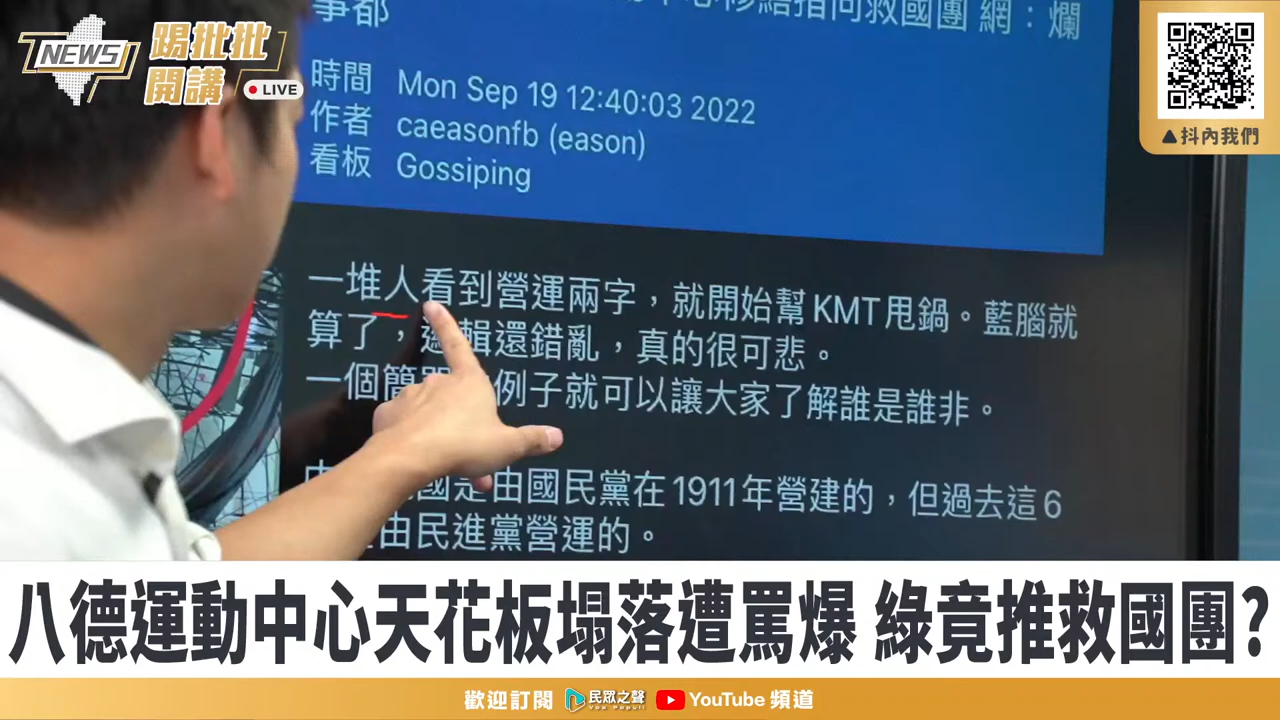 NEWS
踢批批
開講
LIVE
抖內我們
指向救國團 網：爛
事都
時間 Mon Sep 19 12:40:03 2022
作者 caeasonfb (eason)
看板 Gossiping
一堆人看到營運兩字，就開始幫KMT甩鍋。藍腦就
算了，邏輯還錯亂，真的很可悲。
一個簡 例子就可以讓大家了解誰是誰非。
國是由國民黨在1911年營建的，但過去這6
由民進黨營運的。
八德運動中心天花板塌落遭罵爆 綠竟推救國團?
歡迎訂閱 民眾之聲 Vox Populi YouTube 頻道